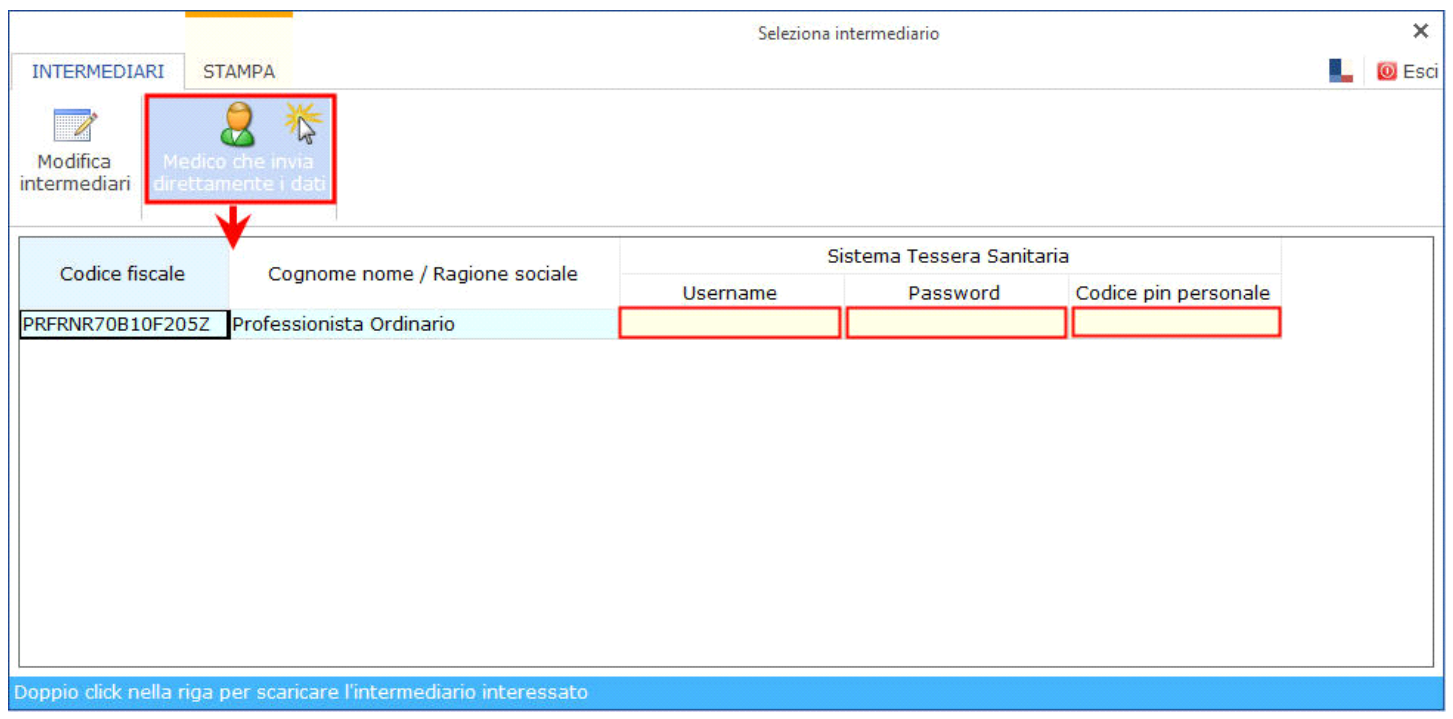 Seleziona intermediario
INTERMEDIARI STAMPA
Esci
Modifica
intermediari
Medico che invia
direttamente i dati
Codice fiscale
Cognome nome / Ragione sociale
Sistema Tessera Sanitaria
Username Password Codice pin personale
PRFRNR70B10F205Z Professionista Ordinario
Doppio click nella riga per scaricare l'intermediario interessato